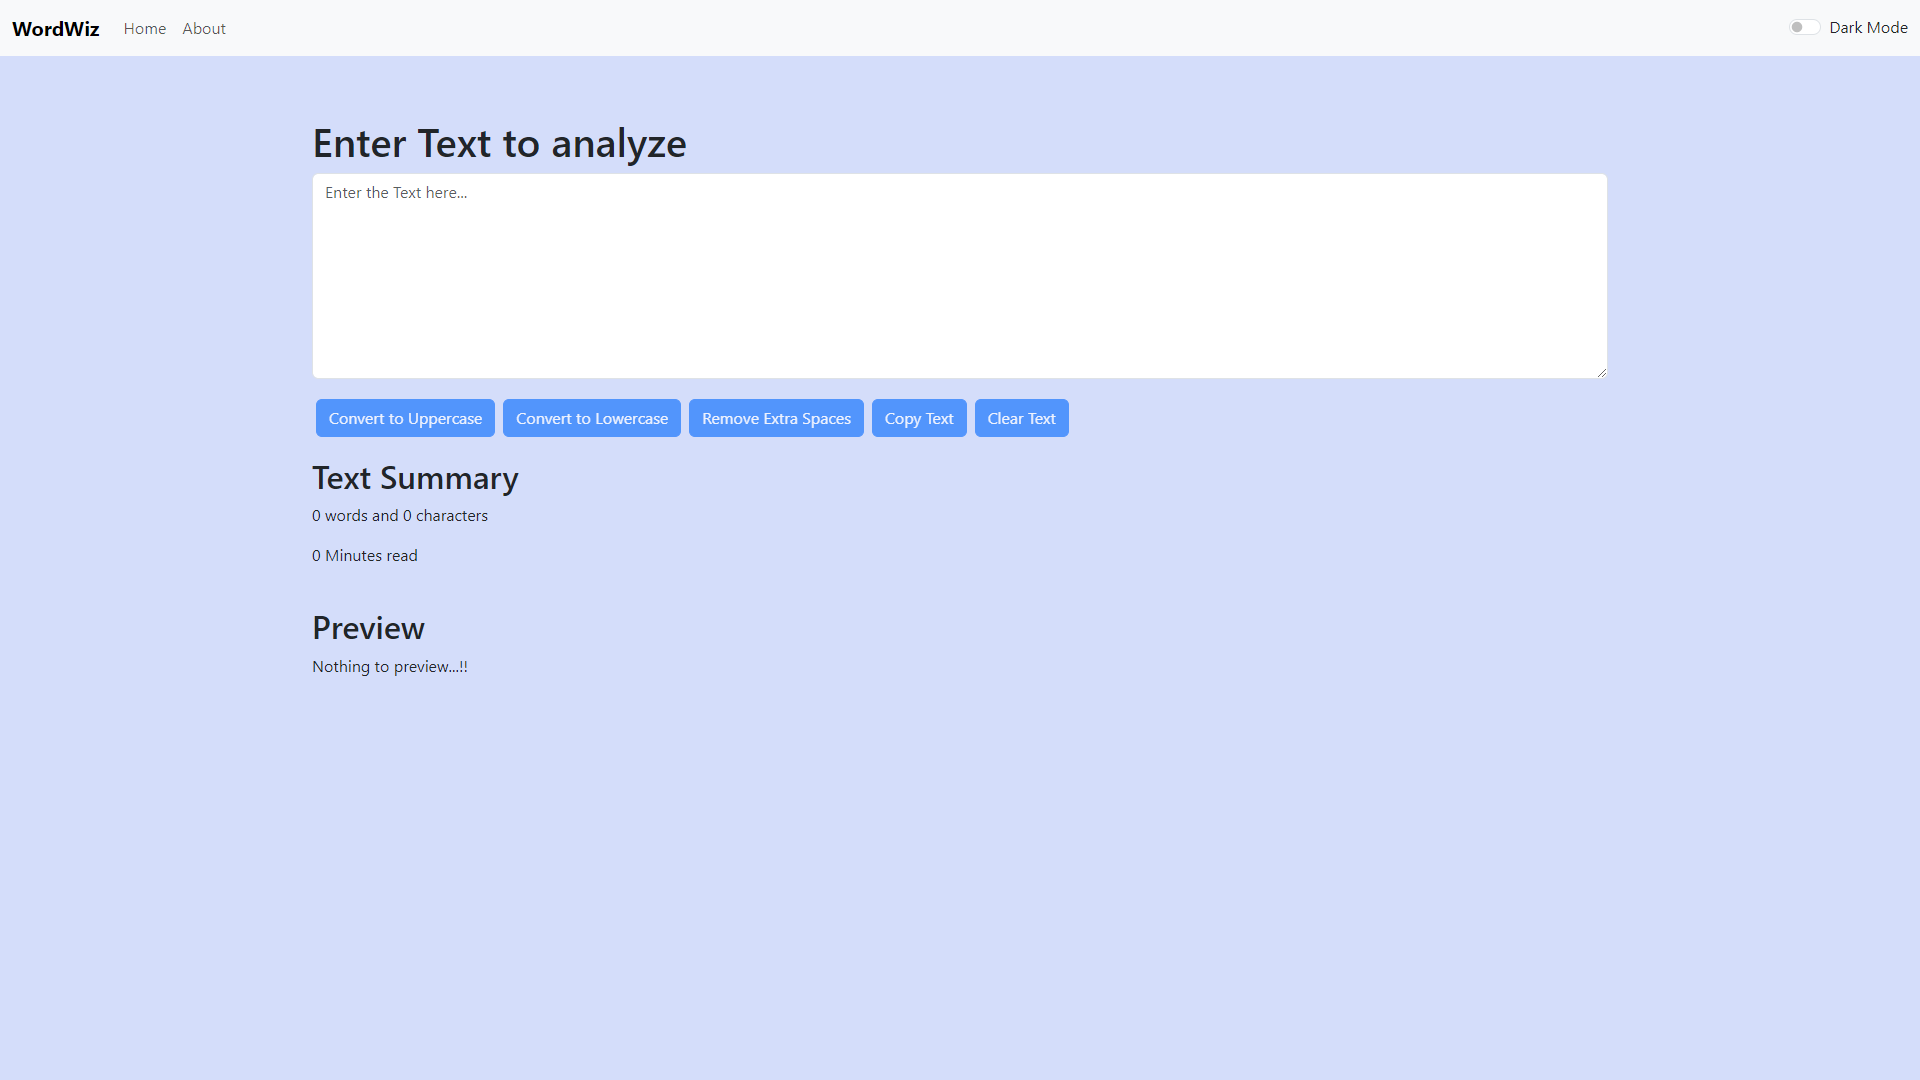 WordWiz Home About Dark Mode
Enter Text to analyze
Enter the Text here...
Convert to Uppercase Convert to Lowercase Remove Extra Spaces Copy Text Clear Text
Text Summary
0 words and 0 characters
0 Minutes read
Preview
Nothing to preview...!!